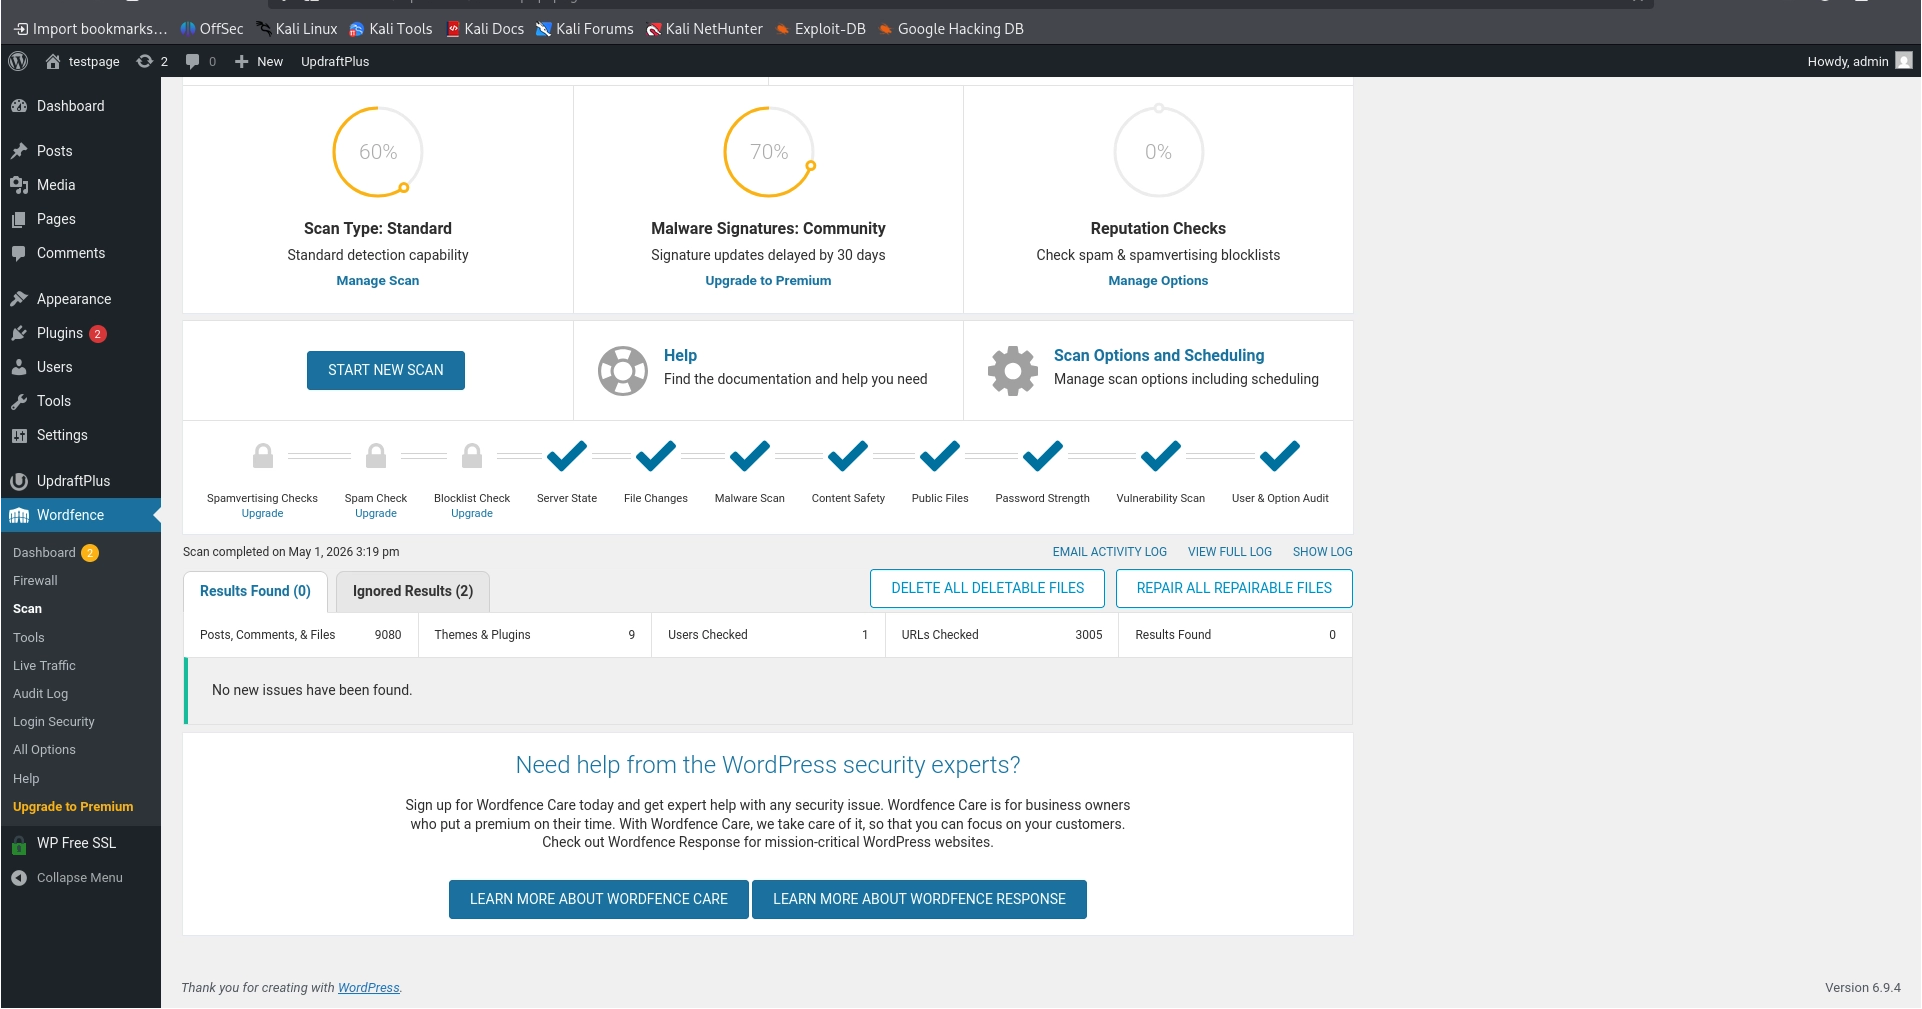 Import bookmarks... OffSec Kali Linux Kali Tools Kali Docs Kali Forums Kali NetHunter Exploit-DB Google Hacking DB
testpage 2 0 New UpdraftPlus Howdy, admin
Dashboard
Posts
Media
Pages
Comments
Appearance
Plugins 2
Users
Tools
Settings
UpdraftPlus
Wordfence
Dashboard 2
Firewall
Scan
Tools
Live Traffic
Audit Log
Login Security
All Options
Help
Upgrade to Premium
WP Free SSL
Collapse Menu
60% 70% 0%
Scan Type: Standard Malware Signatures: Community Reputation Checks
Standard detection capability Signature updates delayed by 30 days Check spam & spamvertising blocklists
Manage Scan Upgrade to Premium Manage Options
START NEW SCAN
Help
Find the documentation and help you need
Scan Options and Scheduling
Manage scan options including scheduling
Spamvertising Checks Spam Check Blocklist Check Server State File Changes Malware Scan Content Safety Public Files Password Strength Vulnerability Scan User & Option Audit
Upgrade Upgrade Upgrade
Scan completed on May 1, 2026 3:19 pm EMAIL ACTIVITY LOG VIEW FULL LOG SHOW LOG
Results Found (0) Ignored Results (2) DELETE ALL DELETABLE FILES REPAIR ALL REPAIRABLE FILES
Posts, Comments, & Files 9080 Themes & Plugins 9 Users Checked 1 URLs Checked 3005 Results Found 0
No new issues have been found.
Need help from the WordPress security experts?
Sign up for Wordfence Care today and get expert help with any security issue. Wordfence Care is for business owners
who put a premium on their time. With Wordfence Care, we take care of it, so that you can focus on your customers.
Check out Wordfence Response for mission-critical WordPress websites.
LEARN MORE ABOUT WORDFENCE CARE LEARN MORE ABOUT WORDFENCE RESPONSE
Thank you for creating with WordPress. Version 6.9.4